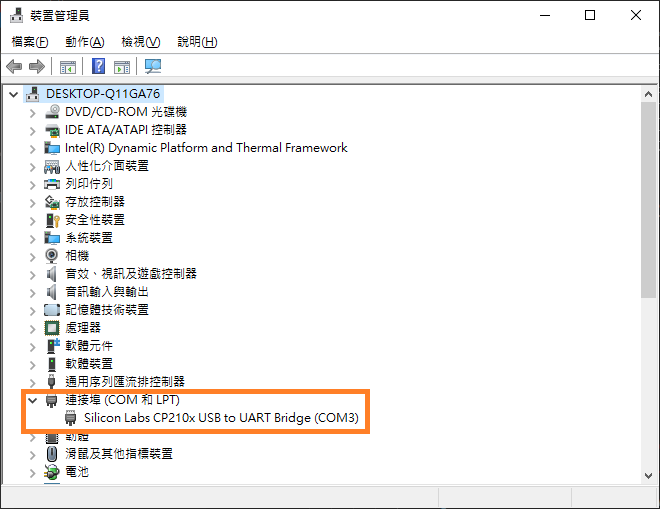 裝置管理員
檔案(F) 動作(A) 檢視(V) 說明(H)
DESKTOP-Q11GA76
DVD/CD-ROM 光碟機
IDE ATA/ATAPI 控制器
Intel(R) Dynamic Platform and Thermal Framework
人性化介面裝置
列印佇列
存放控制器
安全性裝置
系統裝置
相機
音效、視訊及遊戲控制器
音訊輸入與輸出
記憶體技術裝置
處理器
軟體元件
軟體裝置
通用序列匯流排控制器
連接埠 (COM 和 LPT)
Silicon Labs CP210x USB to UART Bridge (COM3)
韌體
滑鼠及其他指標裝置
電池